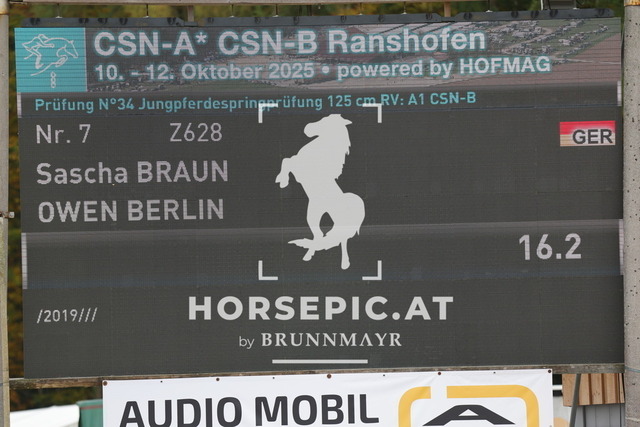 CSN-A* CSN-B Ranshofen
10. - 12. Oktober 2025 • powered by HOFMAG
Prüfung N°34 Jungpferdespringprüfung 125 cm RV: A1 CSN-B
Nr. 7 Z628 GER
Sascha BRAUN
OWEN BERLIN
16.2
/2019///
HORSEPIC.AT
by BRUNNMAYR
AUDIO MOBIL